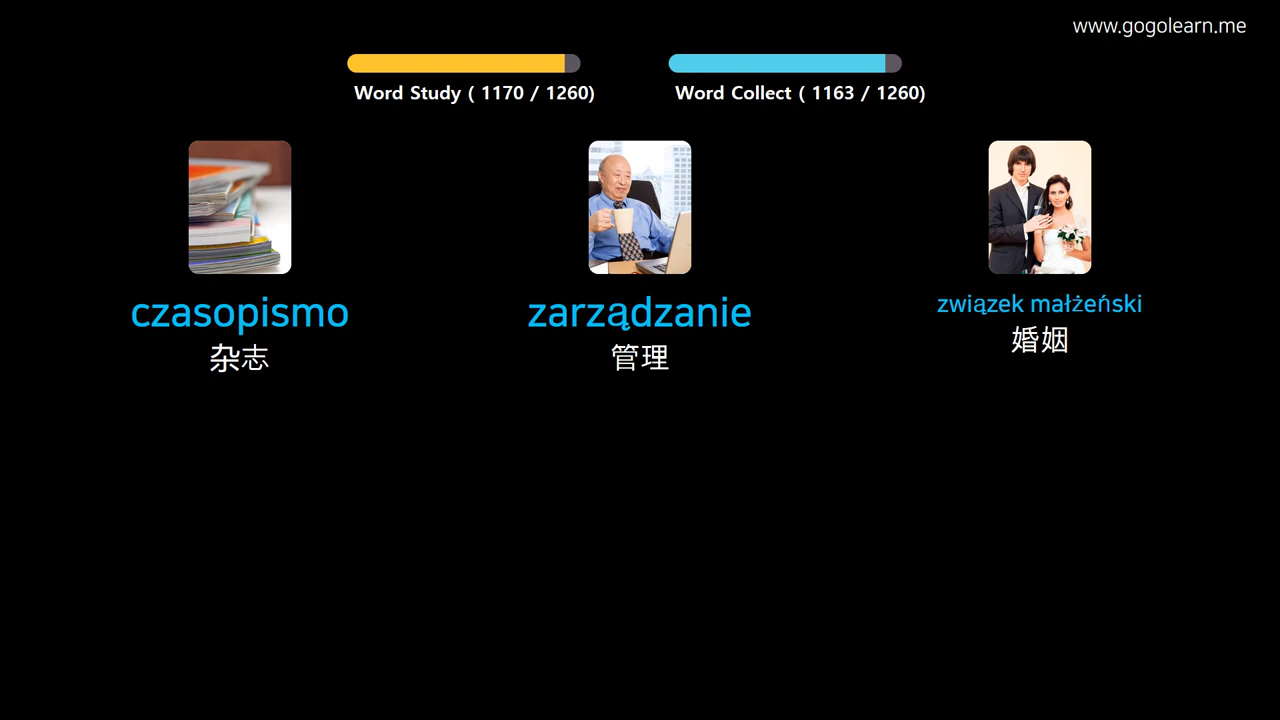 www.gogolearn.me
Word Study ( 1170 / 1260)
Word Collect ( 1163 / 1260)
czasopismo
杂志
zarządzanie
管理
związek małżeński
婚姻